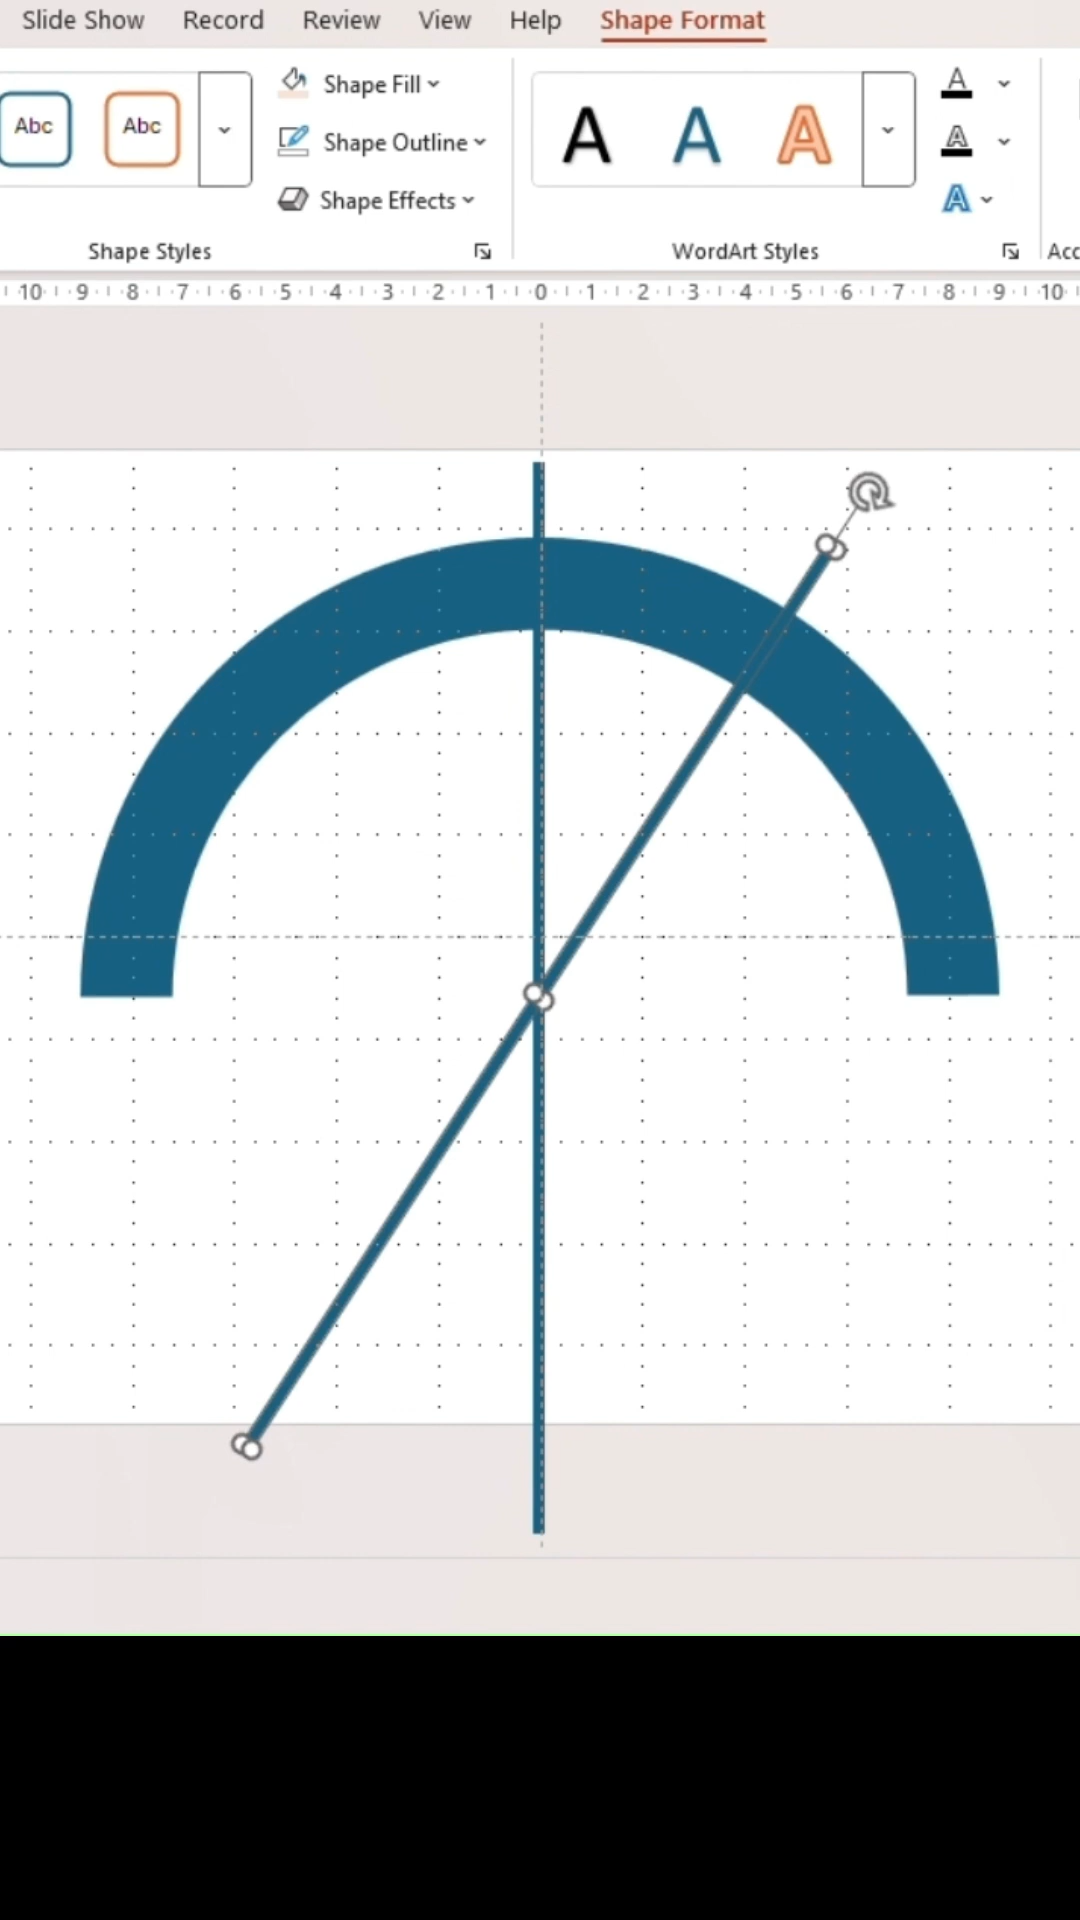 Slide Show Record Review View Help Shape Format
Abc Abc
Shape Fill
Shape Outline
Shape Effects
A A A
A
A
A
Shape Styles WordArt Styles Acc
10 9 8 7 6 5 4 3 2 1 0 1 2 3 4 5 6 7 8 9 10